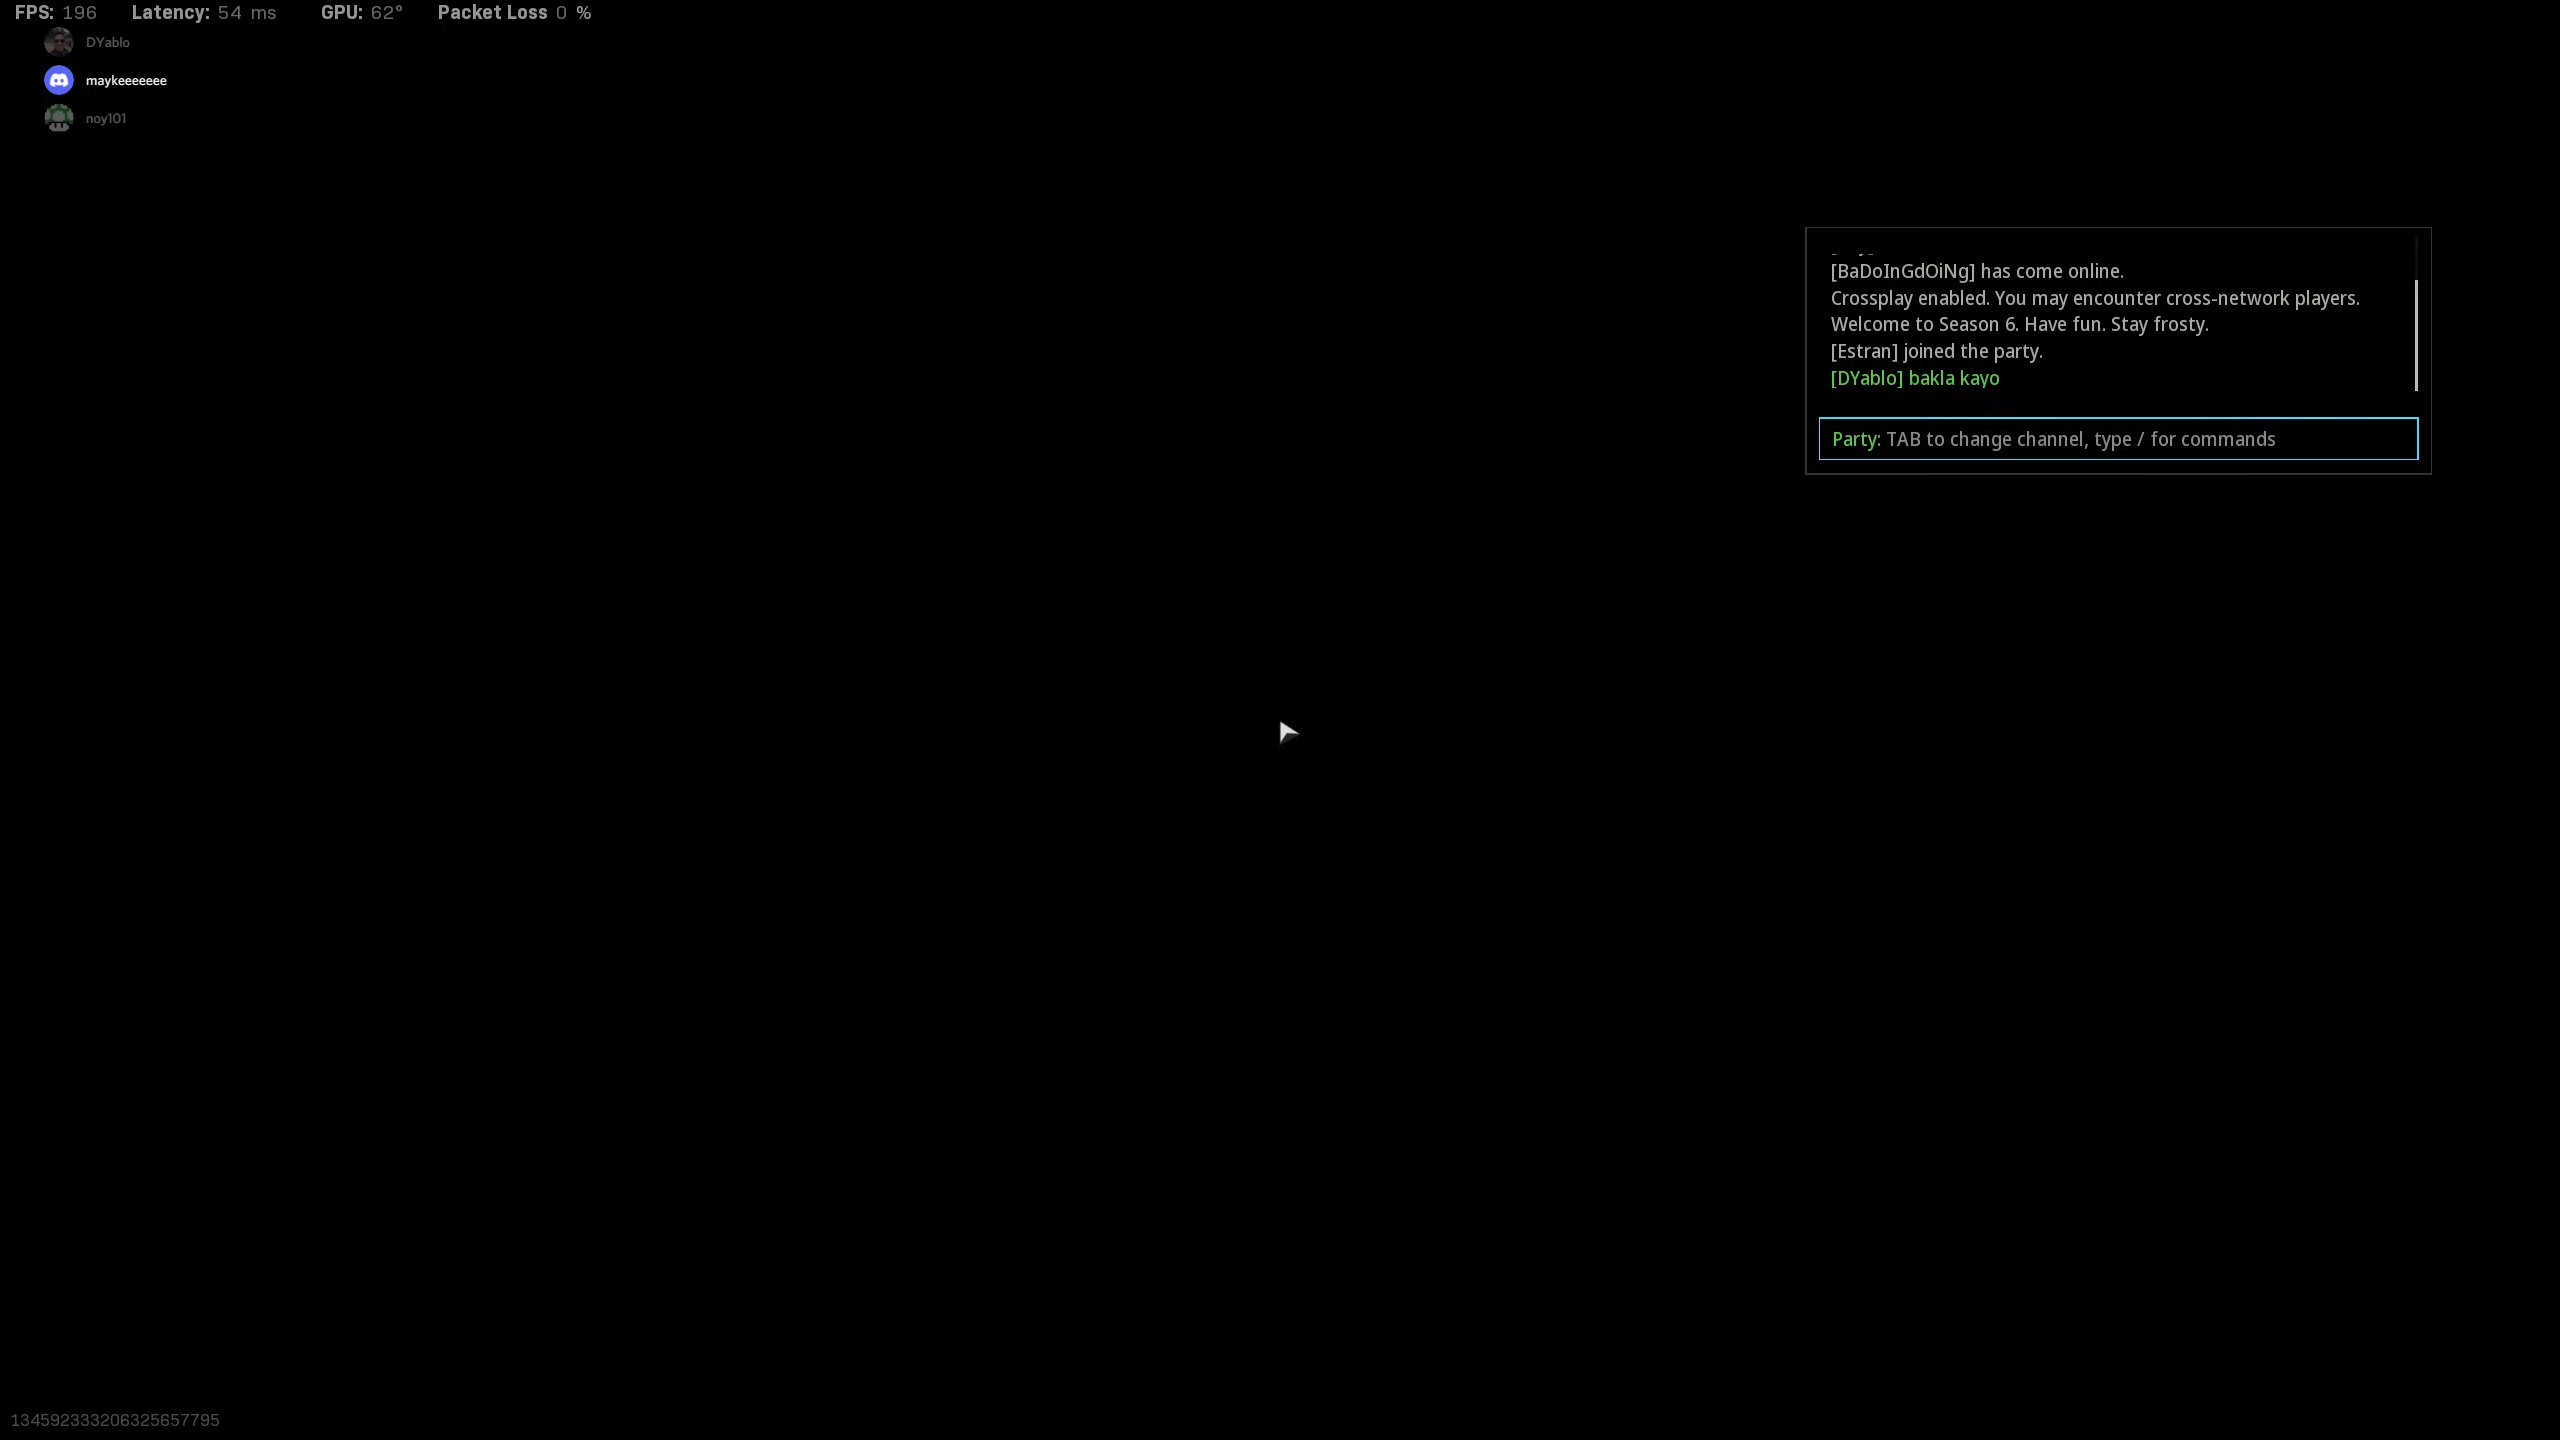 FPS: 196 Latency: 54 ms GPU: 62° Packet Loss 0 %
DYablo
maykeeeeeee
noy101
[BaDoInGdOiNg] has come online.
Crossplay enabled. You may encounter cross-network players.
Welcome to Season 6. Have fun. Stay frosty.
[Estran] joined the party.
[DYablo] bakla kayo
Party: TAB to change channel, type / for commands
134592333206325657795